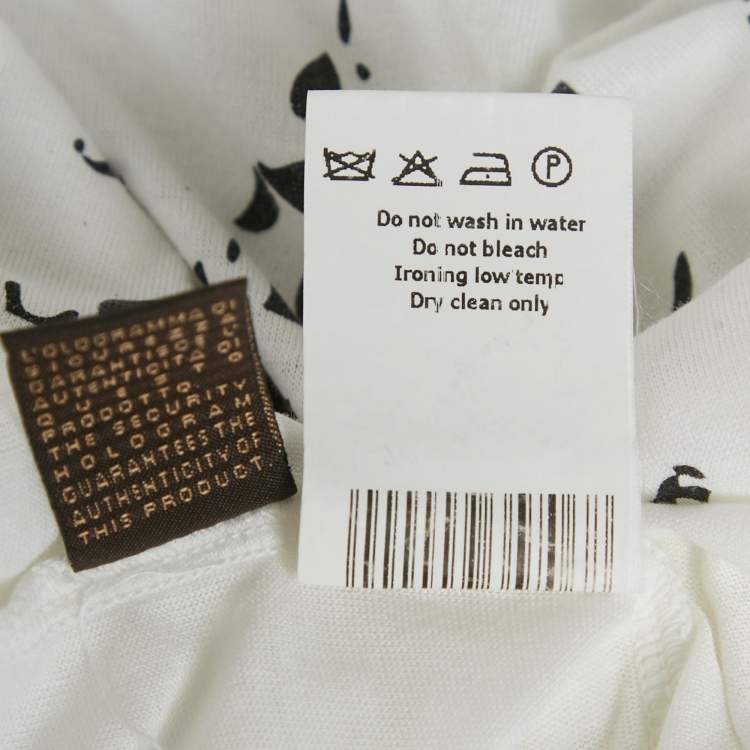 L'OLOGRAMMA DI
SICUREZZA
GARANTISCE L'
AUTENTICITÀ DI
QUESTO
PRODOTTO.
THE SECURITY
HOLOGRAM
GUARANTEES THE
AUTHENTICITY OF
THIS PRODUCT.
P
Do not wash in water
Do not bleach
Ironing low temp
Dry clean only